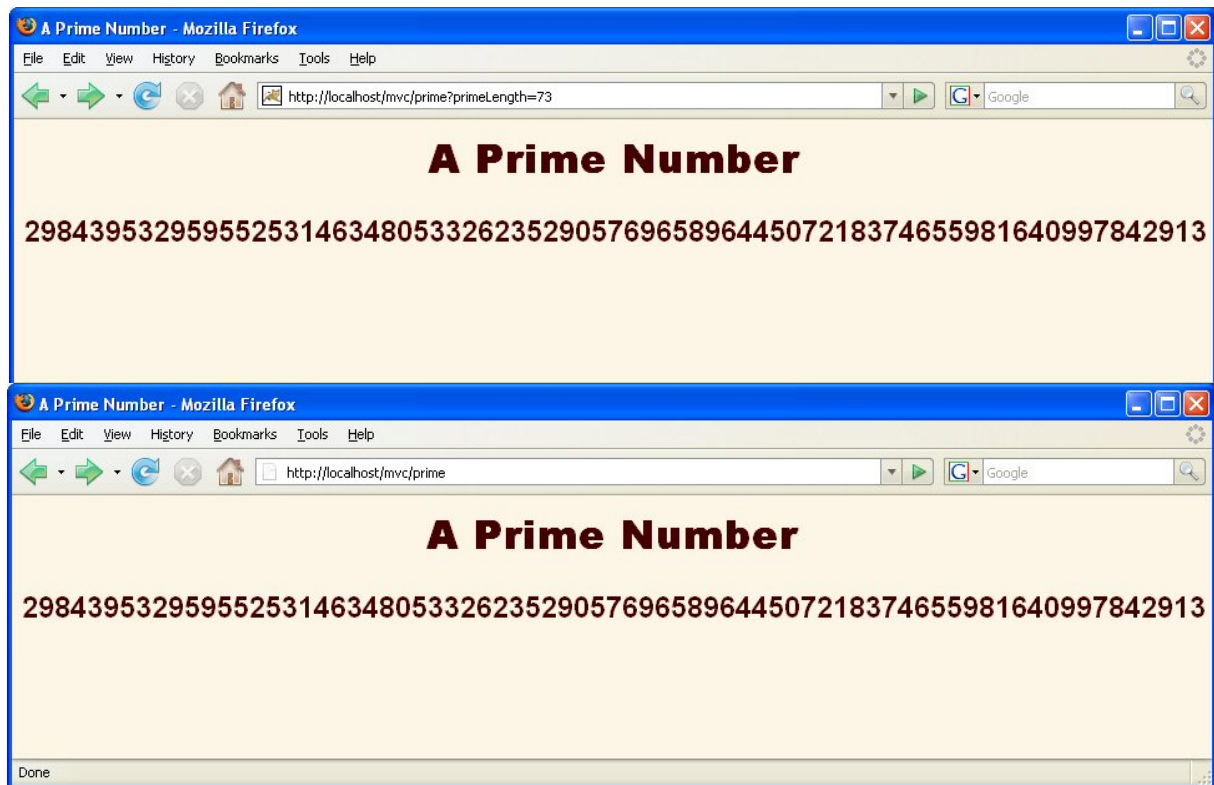 A Prime Number - Mozilla Firefox
File Edit View History Bookmarks Tools Help
http://localhost/mvc/prime?primeLength=73 G Google
A Prime Number
2984395329595525314634805332623529057696589644507218374655981640997842913
A Prime Number - Mozilla Firefox
File Edit View History Bookmarks Tools Help
http://localhost/mvc/prime G Google
A Prime Number
2984395329595525314634805332623529057696589644507218374655981640997842913
Done